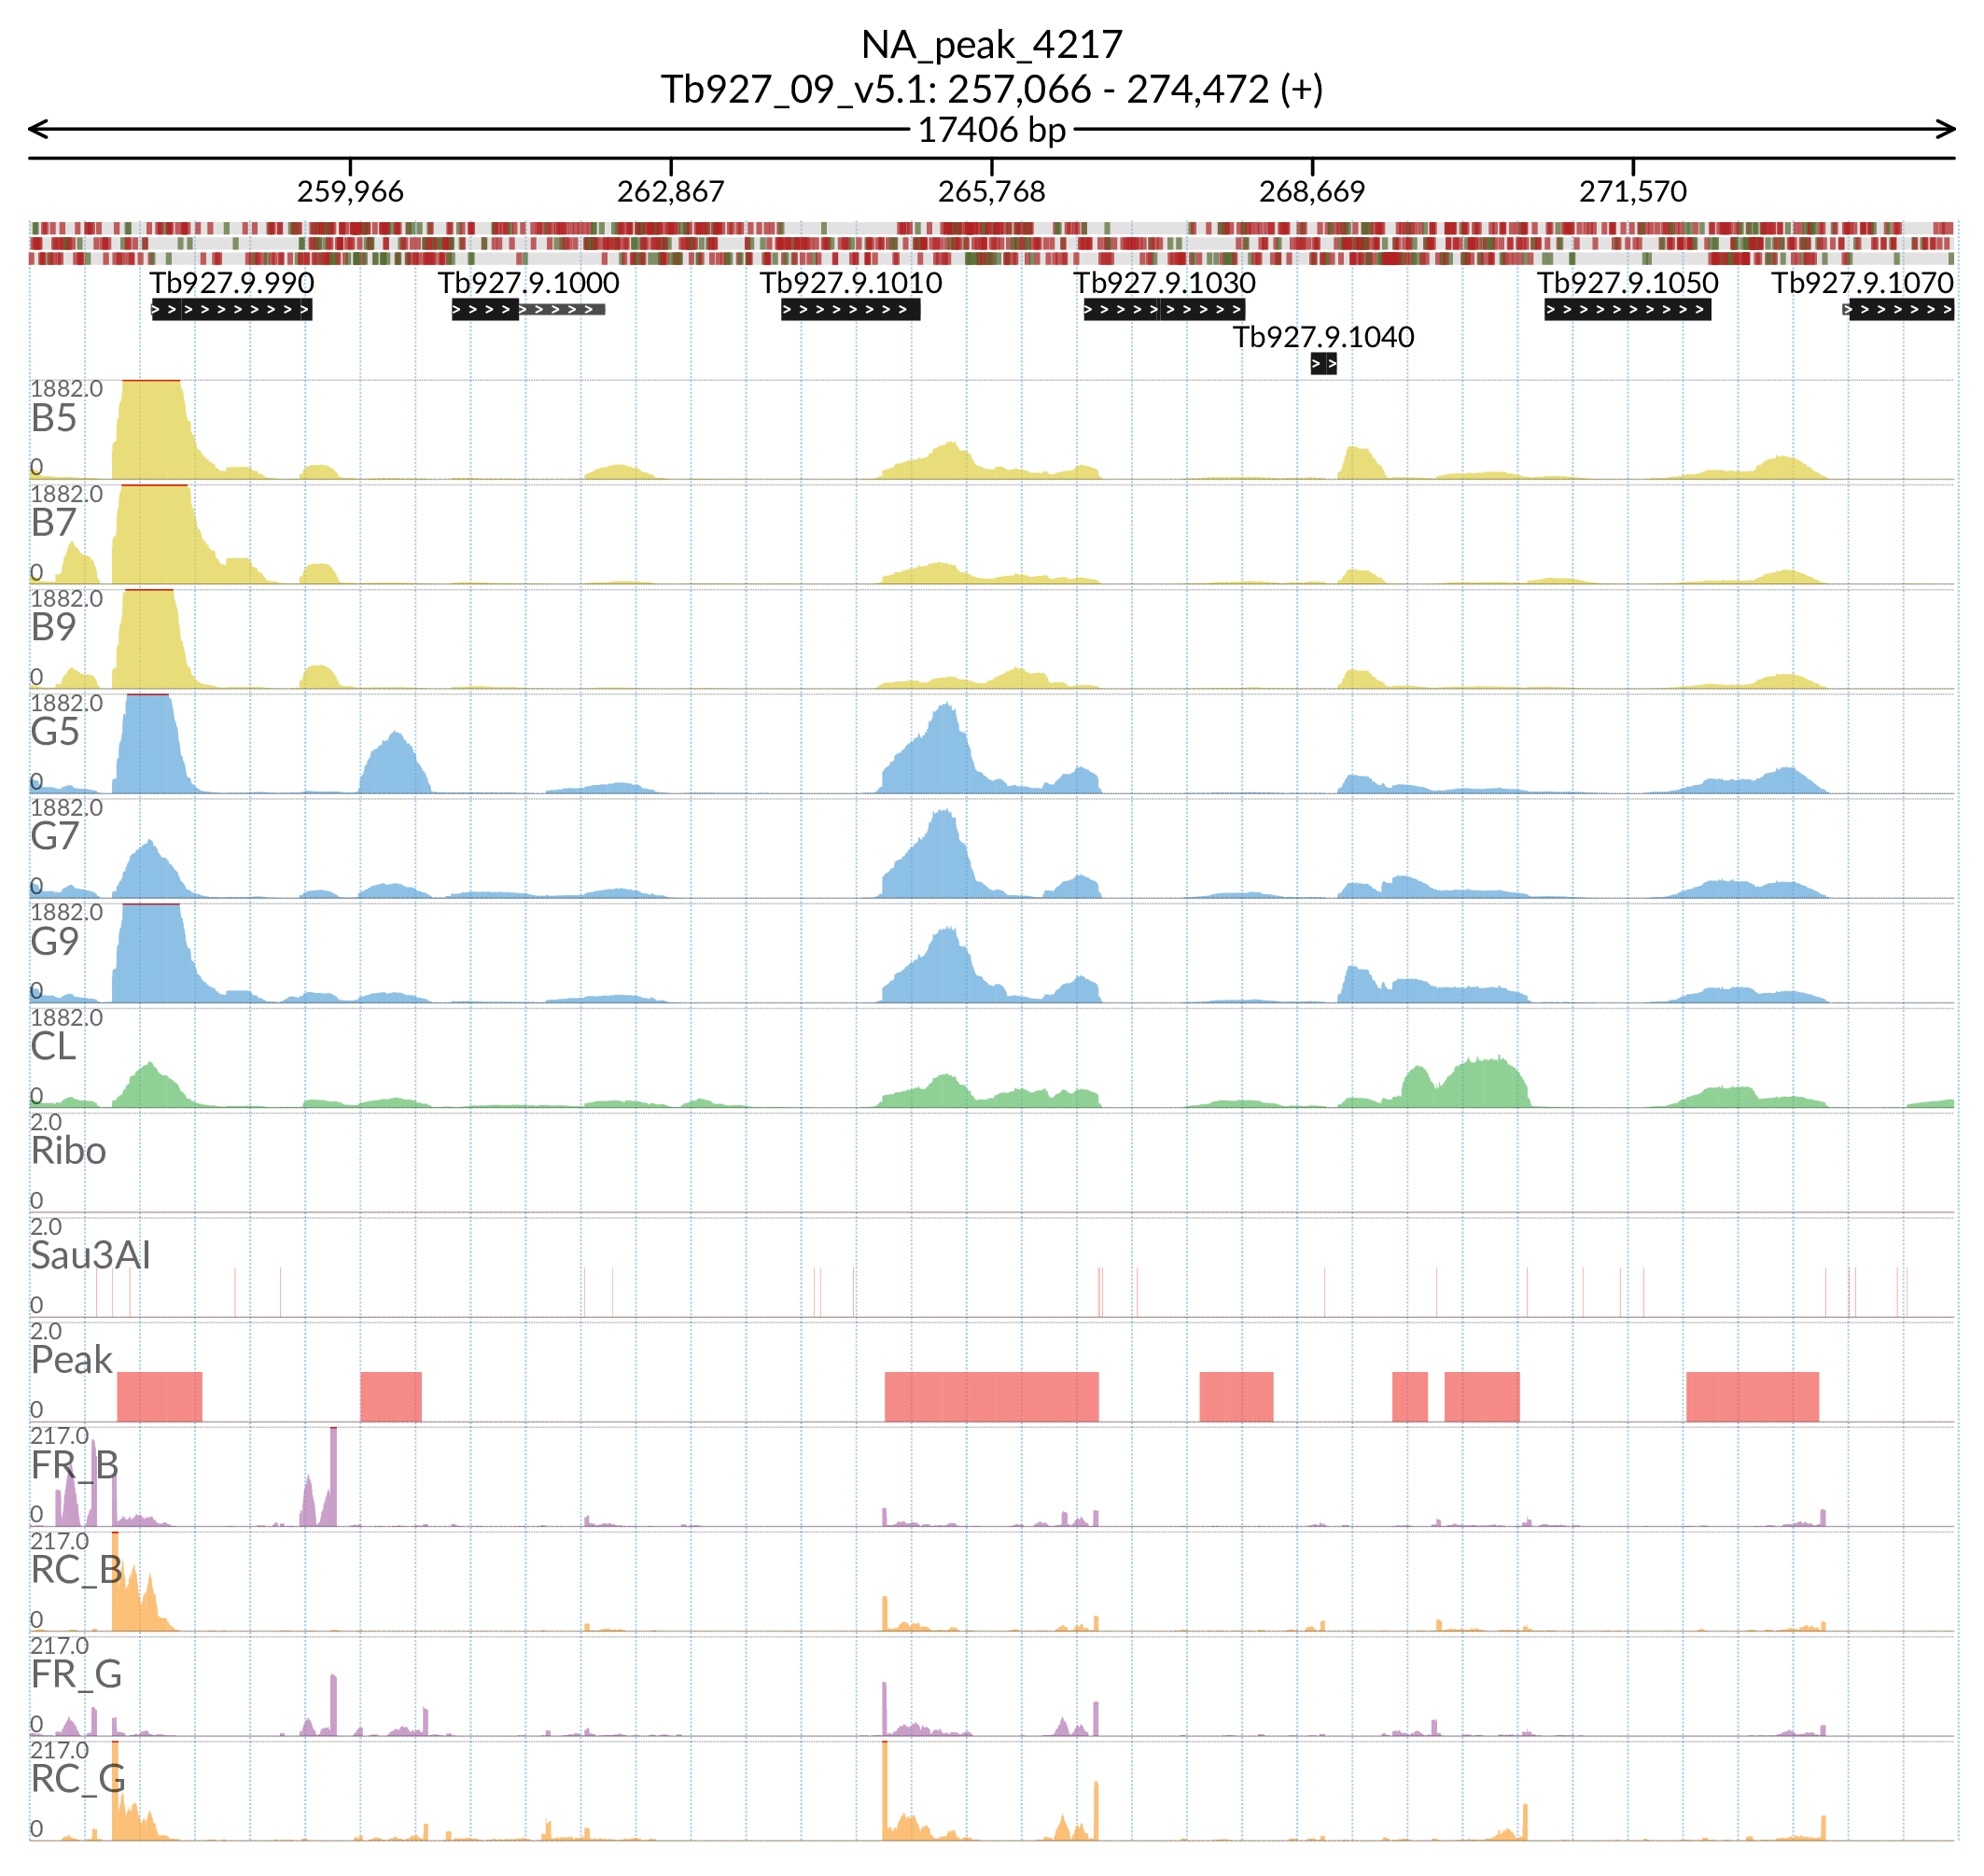 NA_peak_4217
Tb927_09_v5.1: 257,066 - 274,472 (+)
17406 bp
259,966 262,867 265,768 268,669 271,570
Tb927.9.990 Tb927.9.1000 Tb927.9.1010 Tb927.9.1030 Tb927.9.1050 Tb927.9.1070
Tb927.9.1040
1882.0
B5
0
1882.0
B7
0
1882.0
B9
0
1882.0
G5
0
1882.0
G7
0
1882.0
G9
0
1882.0
CL
0
2.0
Ribo
0
2.0
Sau3AI
0
2.0
Peak
0
217.0
FR_B
0
217.0
RC_B
0
217.0
FR_G
0
217.0
RC_G
0